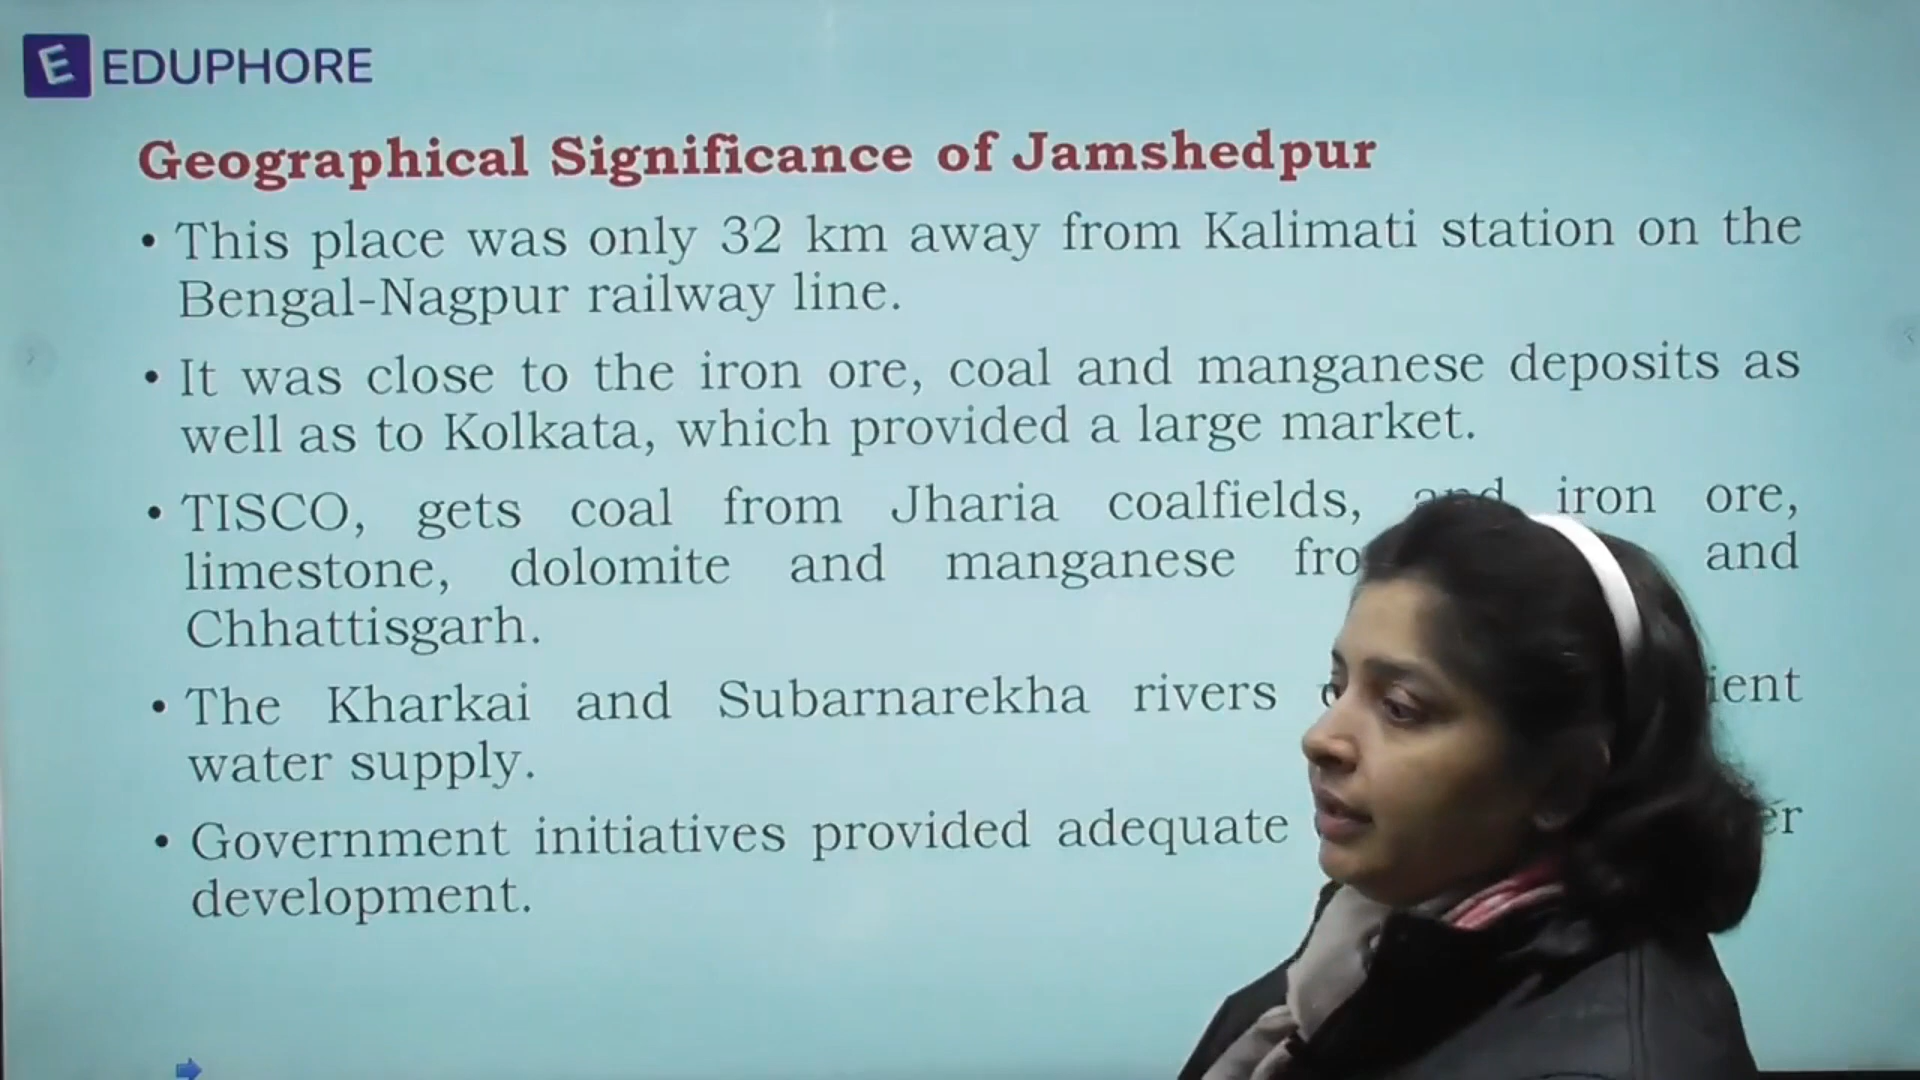 E EDUPHORE
Geographical Significance of Jamshedpur
• This place was only 32 km away from Kalimati station on the
Bengal-Nagpur railway line.
• It was close to the iron ore, coal and manganese deposits as
well as to Kolkata, which provided a large market.
• TISCO, gets coal from Jharia coalfields, and iron ore,
limestone, dolomite and manganese and
Chhattisgarh.
• The Kharkai and Subarnarekha rivers
water supply.
• Government initiatives provided adequate
development.